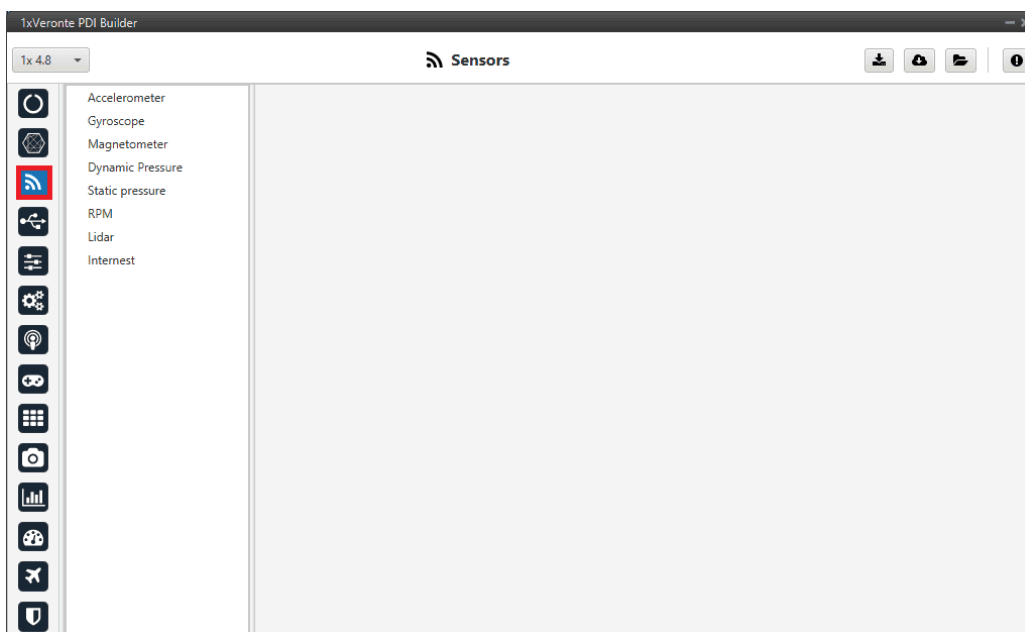 1xVeronte PDI Builder
1x 4.8
Sensors
Accelerometer
Gyroscope
Magnetometer
Dynamic Pressure
Static pressure
RPM
Lidar
Internest